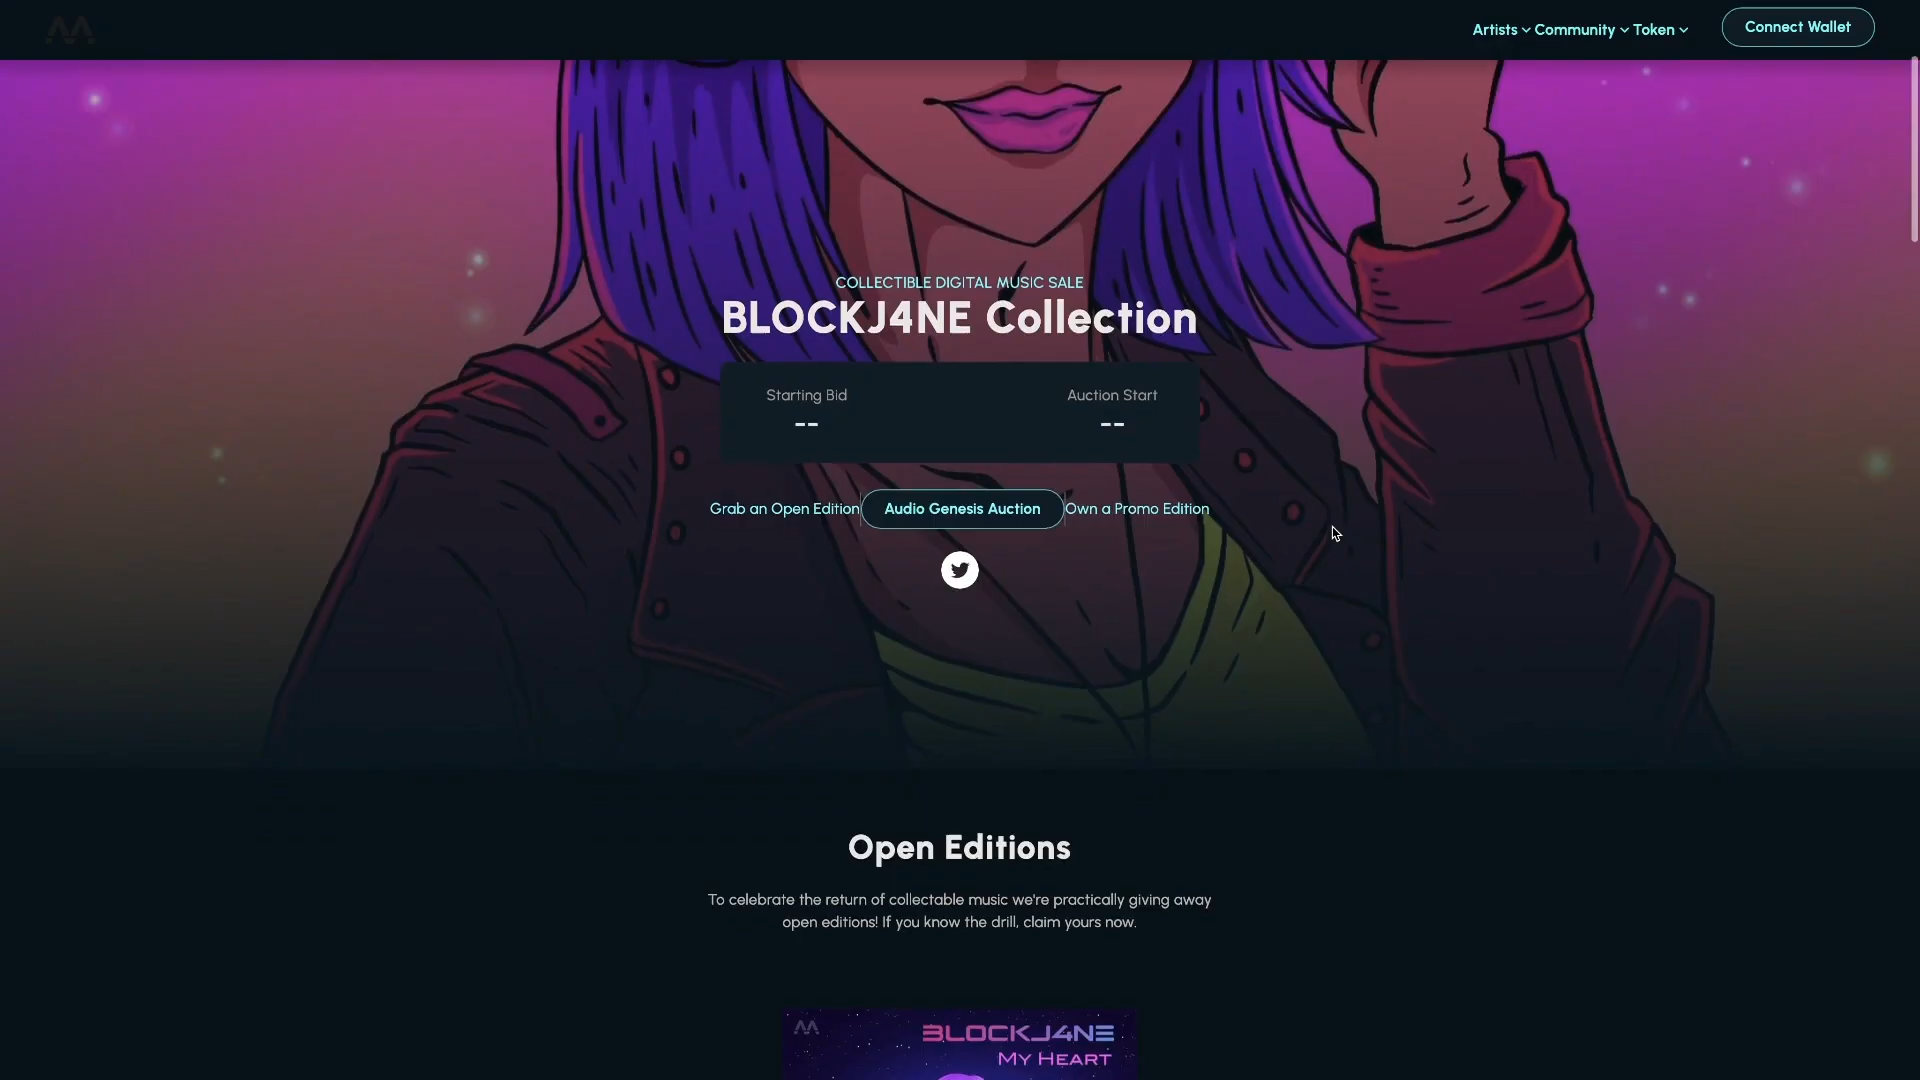 Artists Community Token Connect Wallet
COLLECTIBLE DIGITAL MUSIC SALE
BLOCKJ4NE Collection
Starting Bid Auction Start
-- --
Grab an Open Edition Audio Genesis Auction Own a Promo Edition
Open Editions
To celebrate the return of collectable music we're practically giving away
open editions! If you know the drill, claim yours now.
BLOCKJ4NE
MY HEART